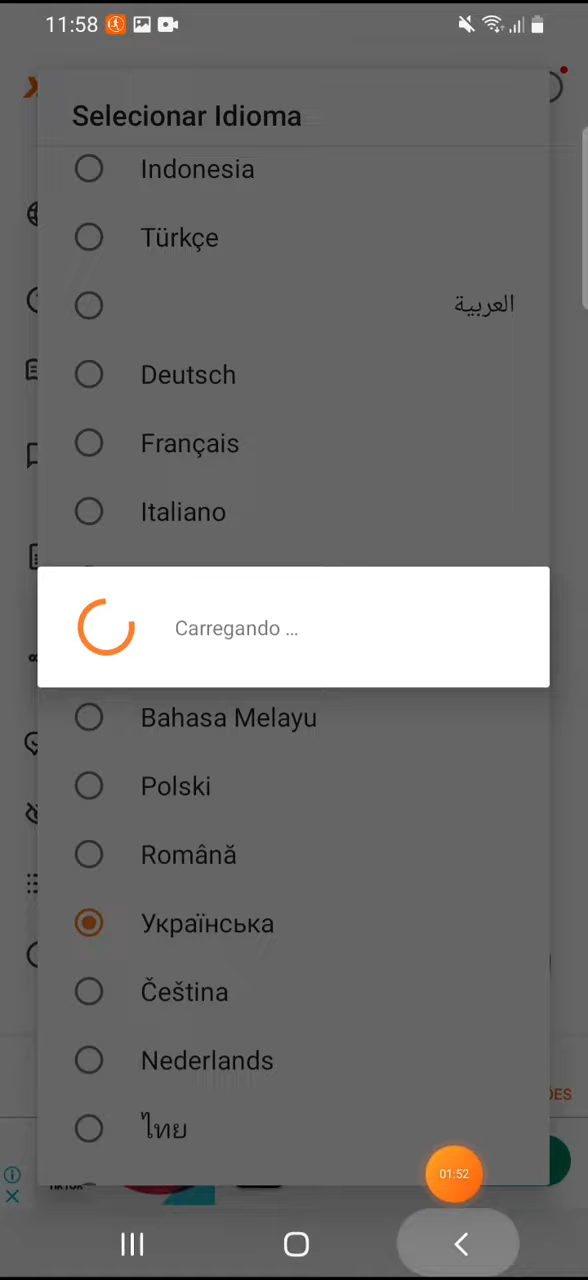 11:58
Selecionar Idioma
Indonesia
Türkçe
العربية
Deutsch
Français
Italiano
Carregando ...
Bahasa Melayu
Polski
Română
Українська
Čeština
Nederlands
ไทย
ÕES
01:52